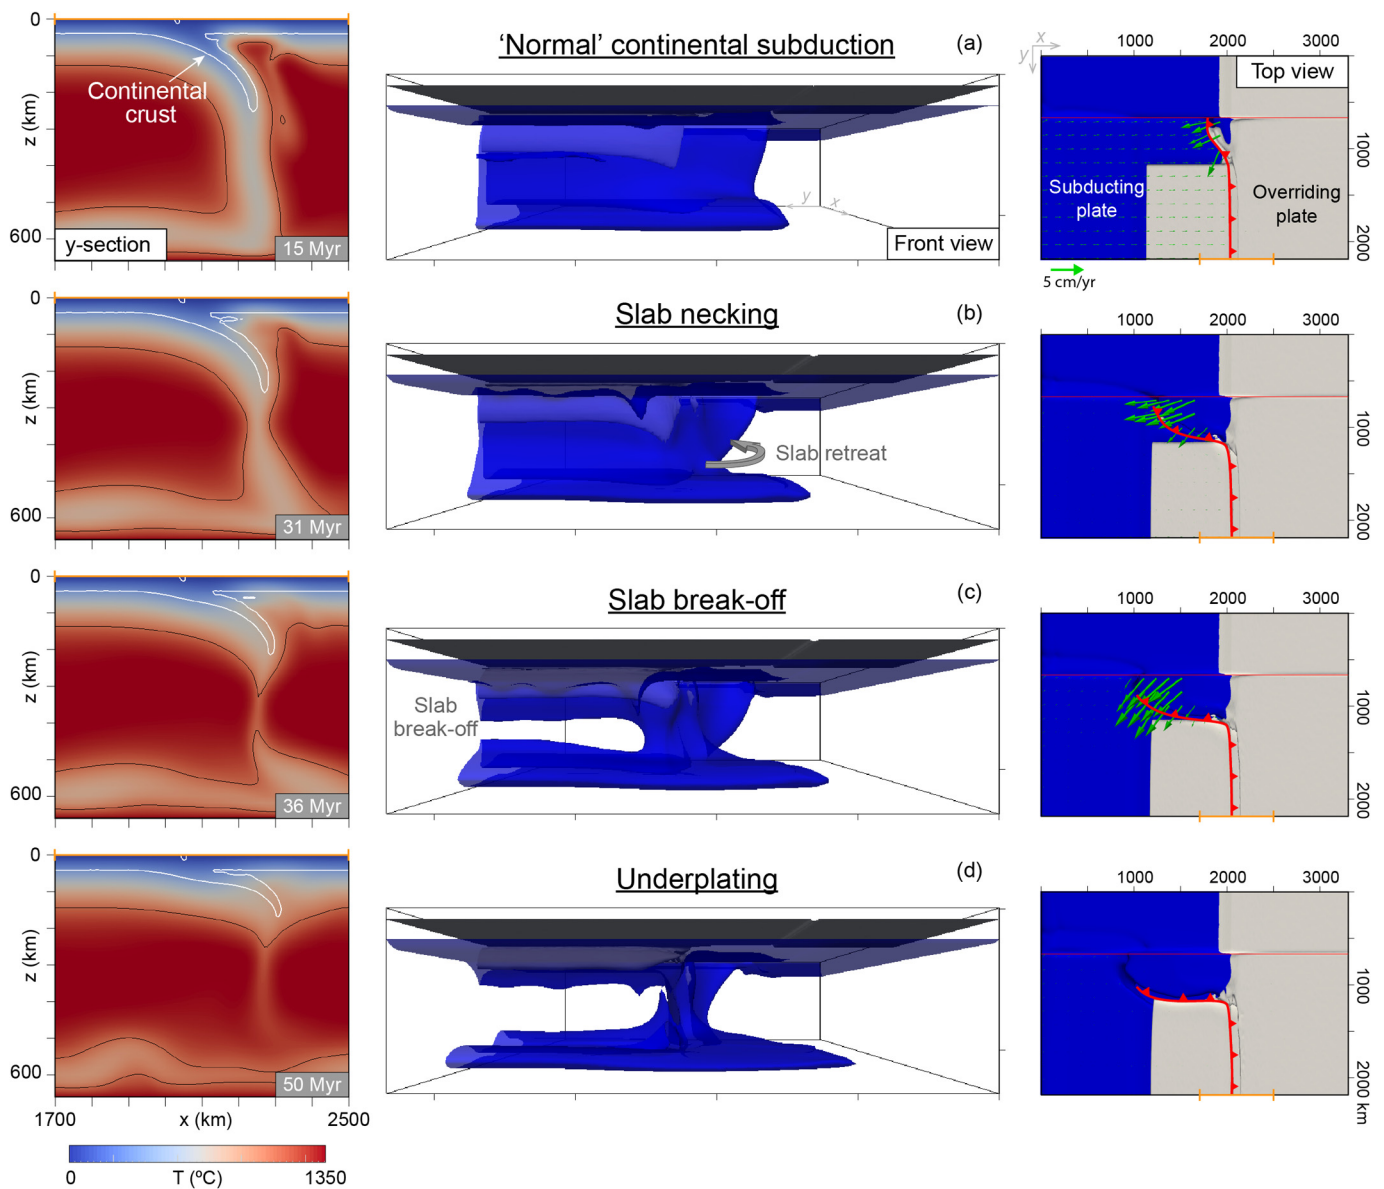 ‘Normal’ continental subduction
(a)
0
z (km)
600
Continental
crust
y-section
15 Myr
y
x
Front view
x
y
1000
2000
3000
Top view
Subducting
plate
Overriding
plate
1000
2000
5 cm/yr
Slab necking
(b)
0
z (km)
600
31 Myr
Slab retreat
1000
2000
3000
1000
2000
Slab break-off
(c)
0
z (km)
600
36 Myr
Slab
break-off
1000
2000
3000
1000
2000
Underplating
(d)
0
z (km)
600
50 Myr
1700
x (km)
2500
0
T (ºC)
1350
1000
2000
3000
1000
2000 km